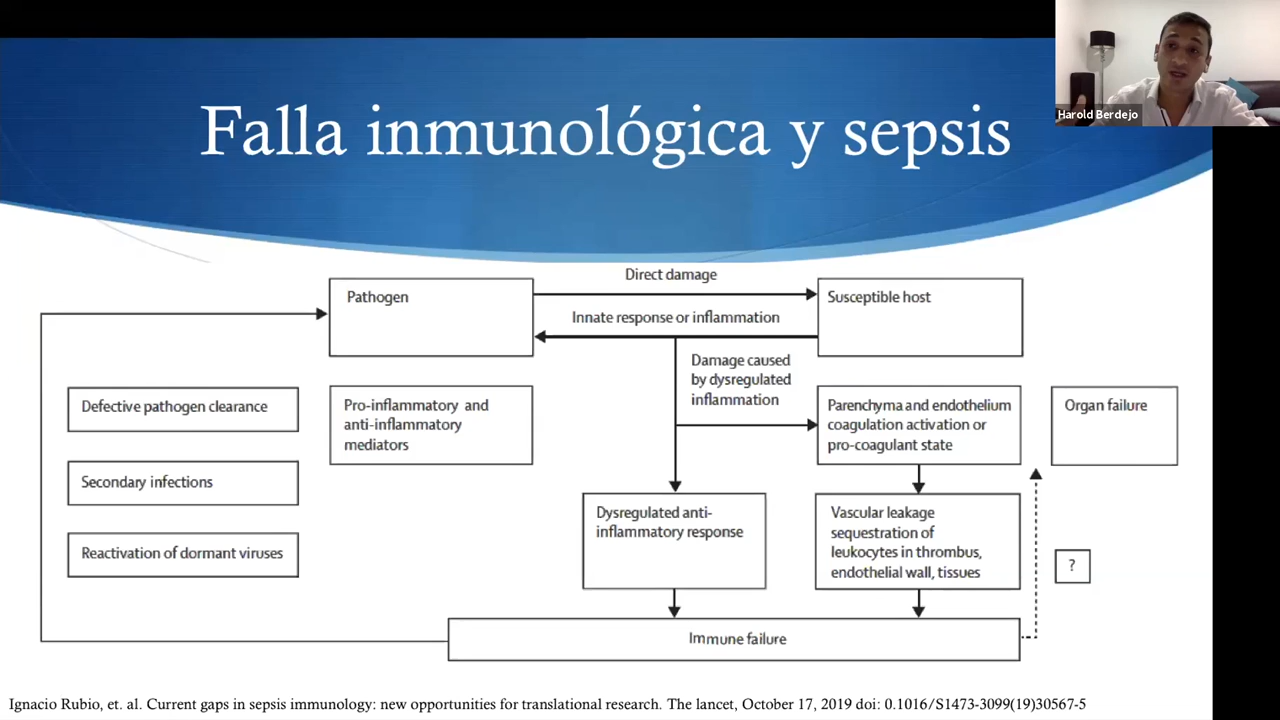 Harold Berdejo
Falla inmunológica y sepsis
Direct damage
Pathogen
Susceptible host
Innate response or inflammation
Damage caused
by dysregulated
inflammation
Defective pathogen clearance
Pro-inflammatory and
anti-inflammatory
mediators
Parenchyma and endothelium
coagulation activation or
pro-coagulant state
Organ failure
Secondary infections
Dysregulated anti-
inflammatory response
Vascular leakage
sequestration of
leukocytes in thrombus,
endothelial wall, tissues
Reactivation of dormant viruses
?
Immune failure
Ignacio Rubio, et. al. Current gaps in sepsis immunology: new opportunities for translational research. The lancet, October 17, 2019 doi: 0.1016/S1473-3099(19)30567-5